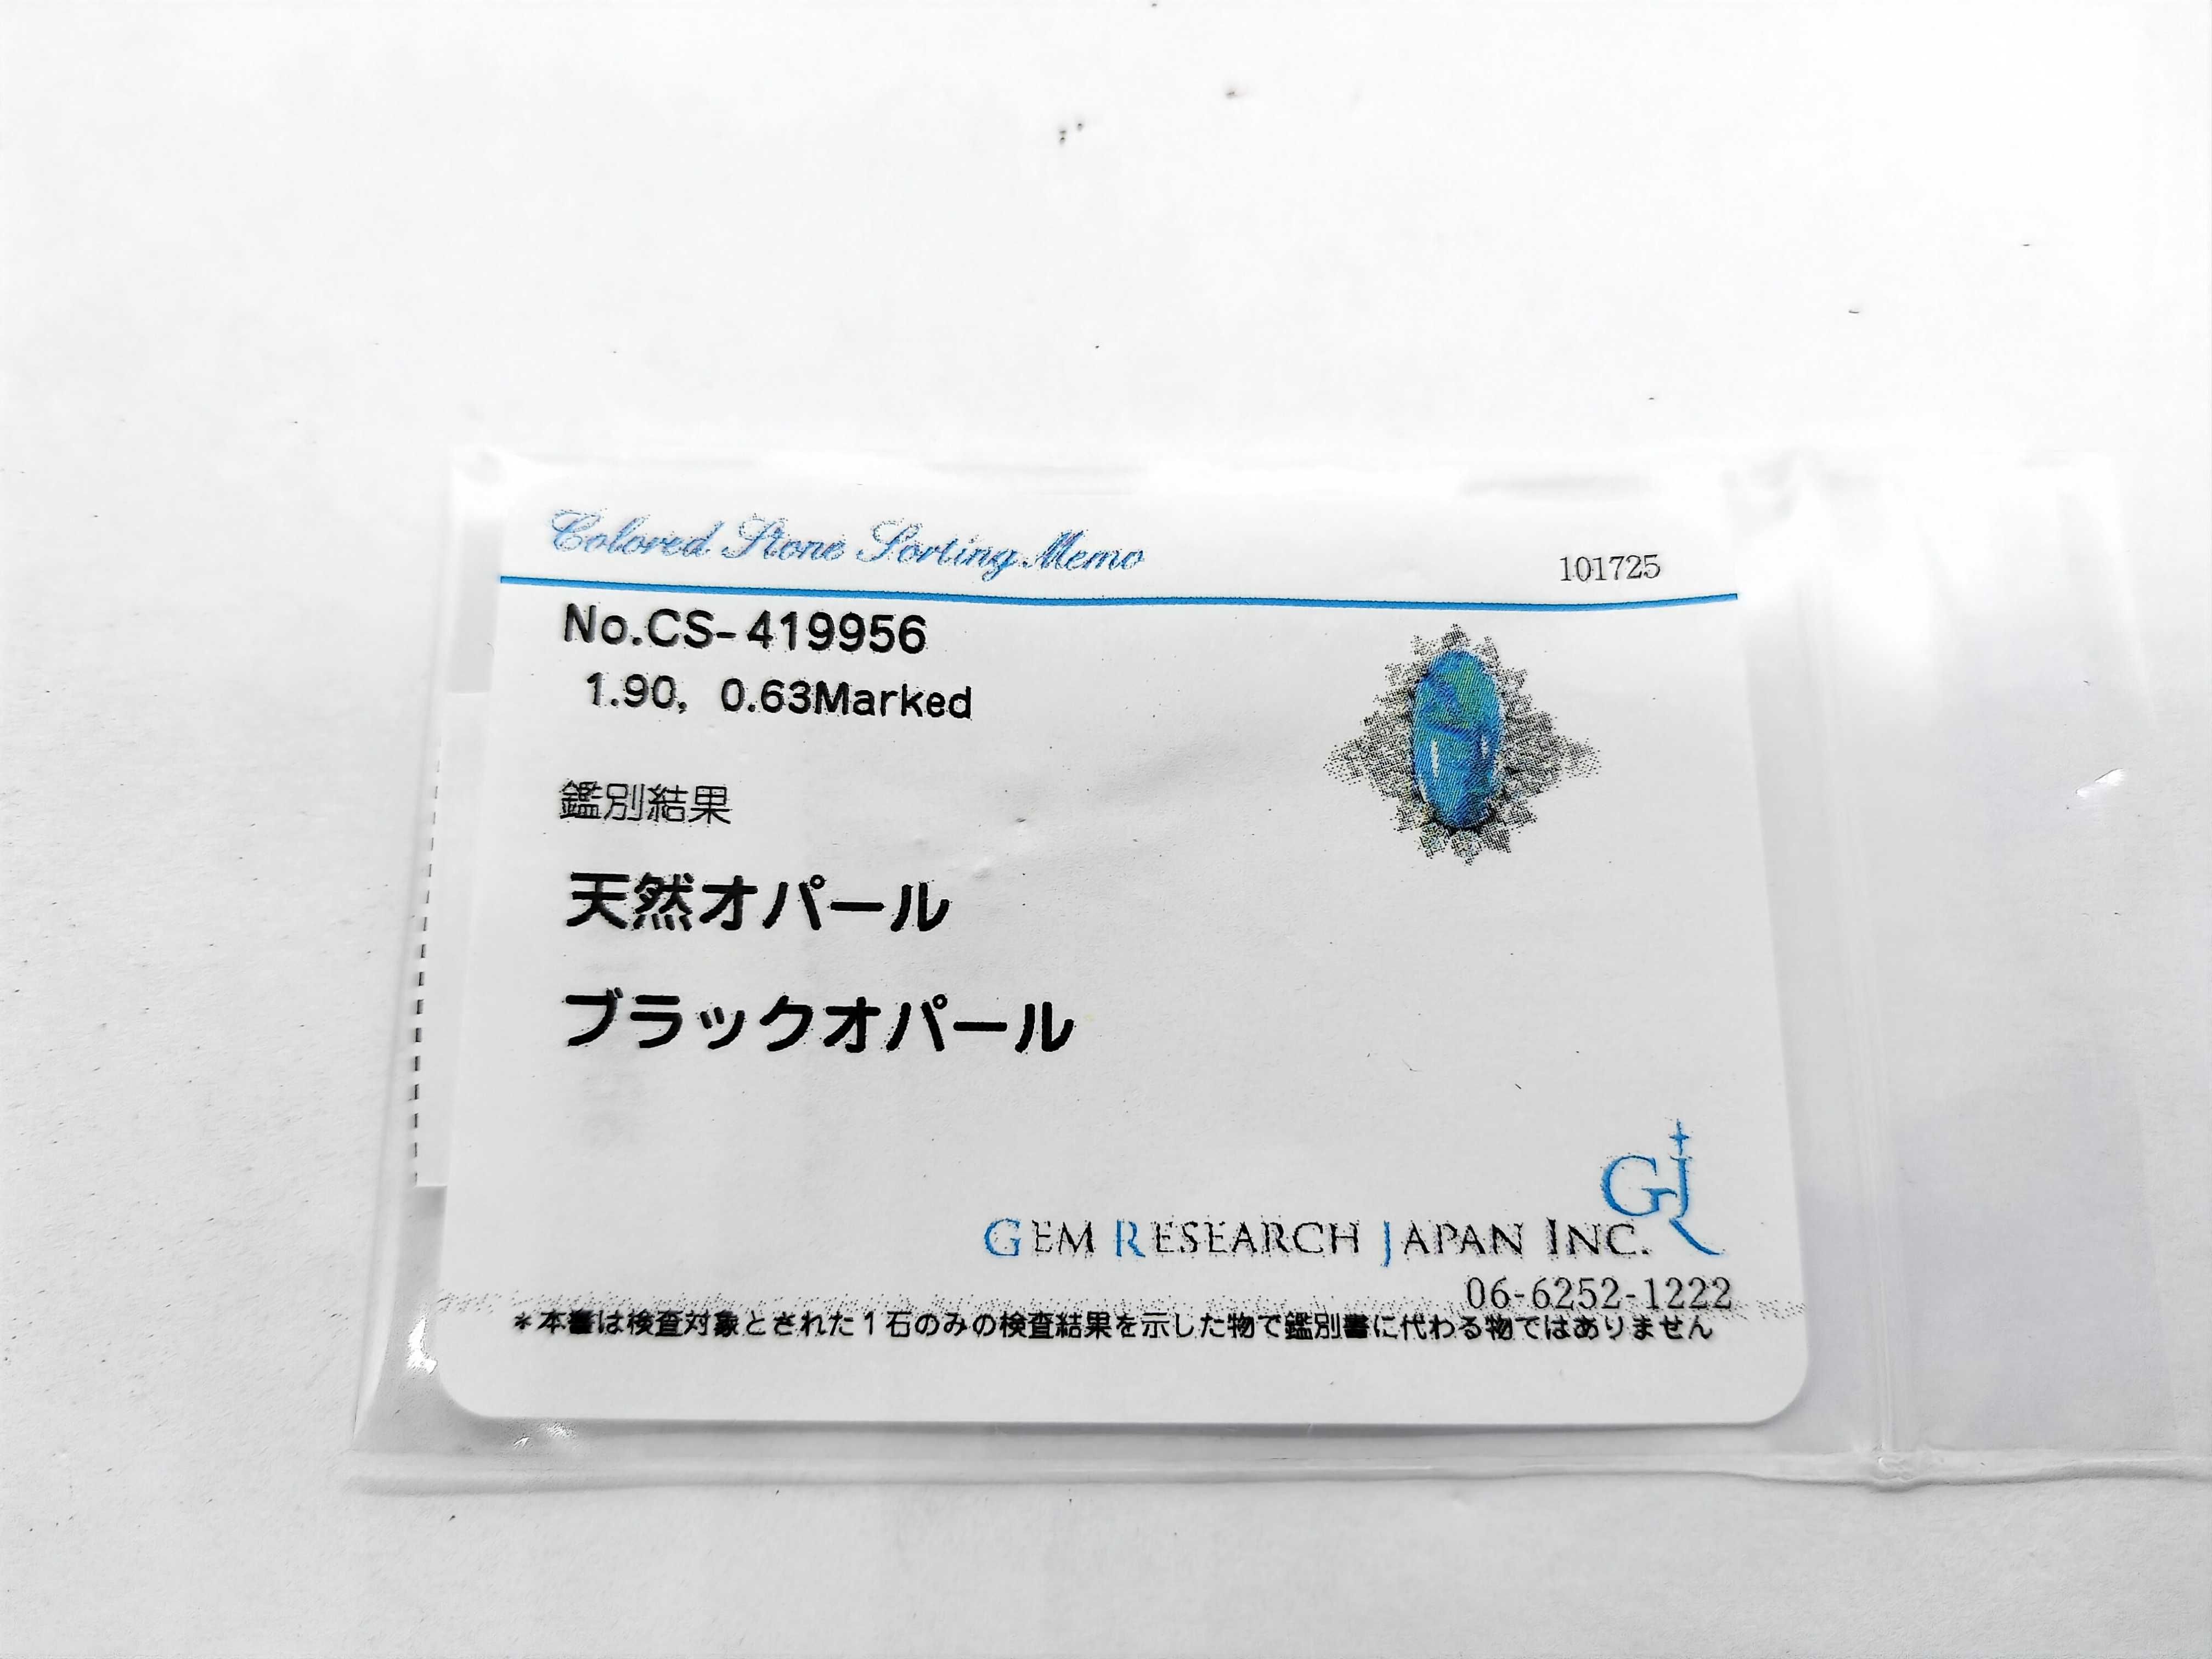 Colored Stone Sorting Memo
101725
No.CS-419956
1.90, 0.63Marked
鑑別結果
天然オパール
ブラックオパール
GJ
GEM RESEARCH JAPAN INC.
06-6252-1222
*本書は検査対象とされた1石のみの検査結果を示した物で鑑別書に代わる物ではありません